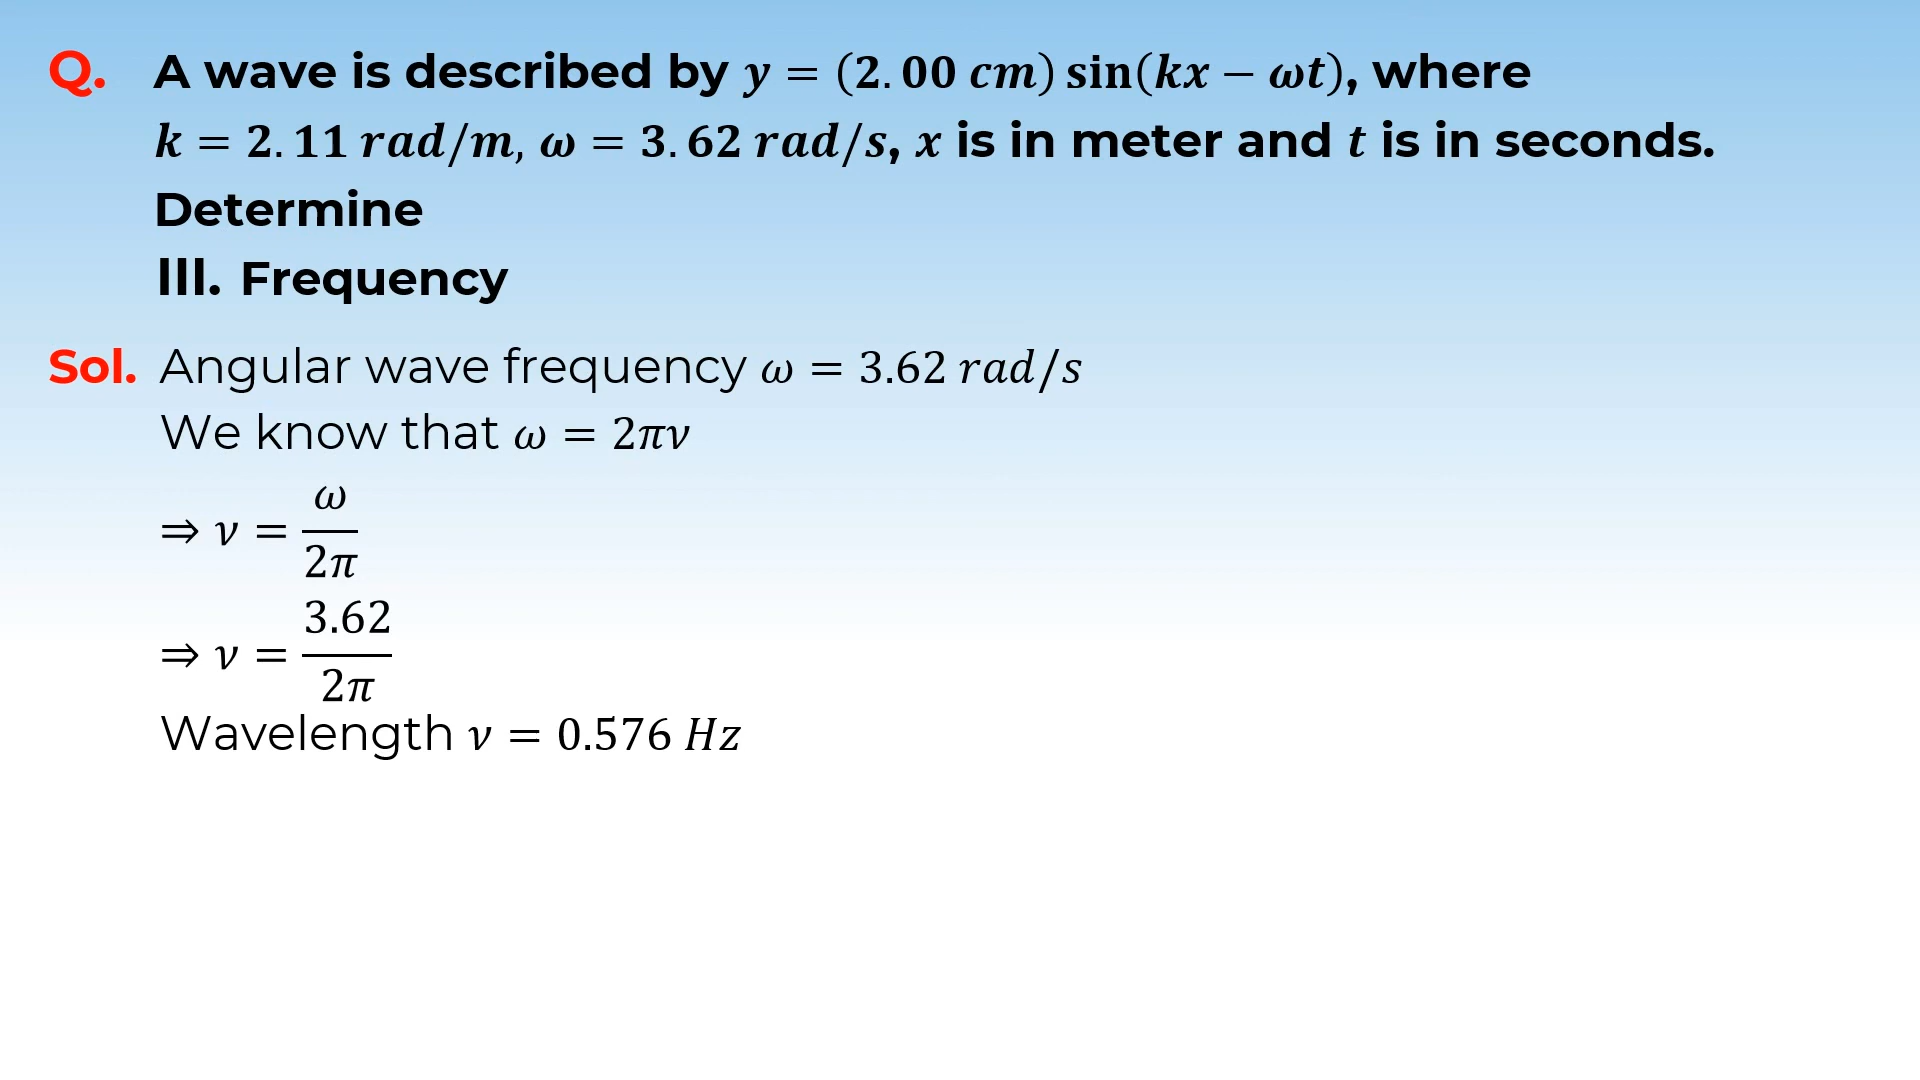 Q. A wave is described by y = (2.00 cm) sin(kx − ωt), where
k = 2.11 rad/m, ω = 3.62 rad/s, x is in meter and t is in seconds.
Determine
III. Frequency
Sol. Angular wave frequency ω = 3.62 rad/s
We know that ω = 2πν
⇒ ν = ω/2π
⇒ ν = 3.62/2π
Wavelength ν = 0.576 Hz